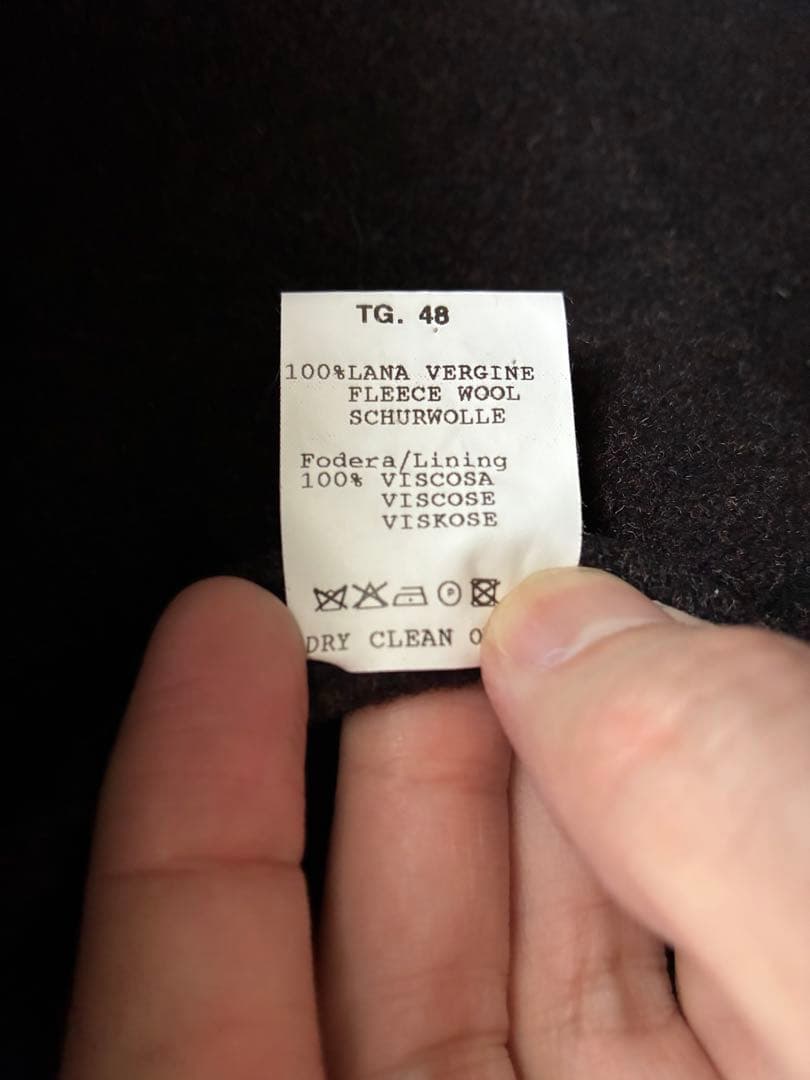 TG. 48
100%LANA VERGINE
FLEECE WOOL
SCHURWOLLE
Fodera/Lining
100% VISCOSA
VISCOSE
VISKOSE
P
DRY CLEAN